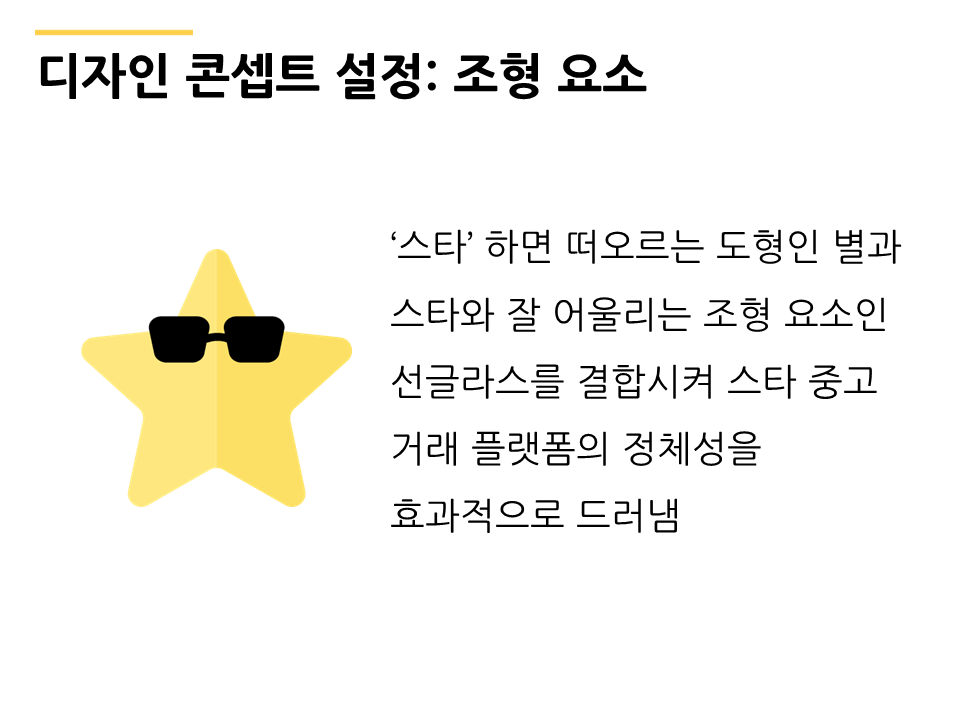 디자인 콘셉트 설정: 조형 요소
‘스타’ 하면 떠오르는 도형인 별과
스타와 잘 어울리는 조형 요소인
선글라스를 결합시켜 스타 중고
거래 플랫폼의 정체성을
효과적으로 드러냄